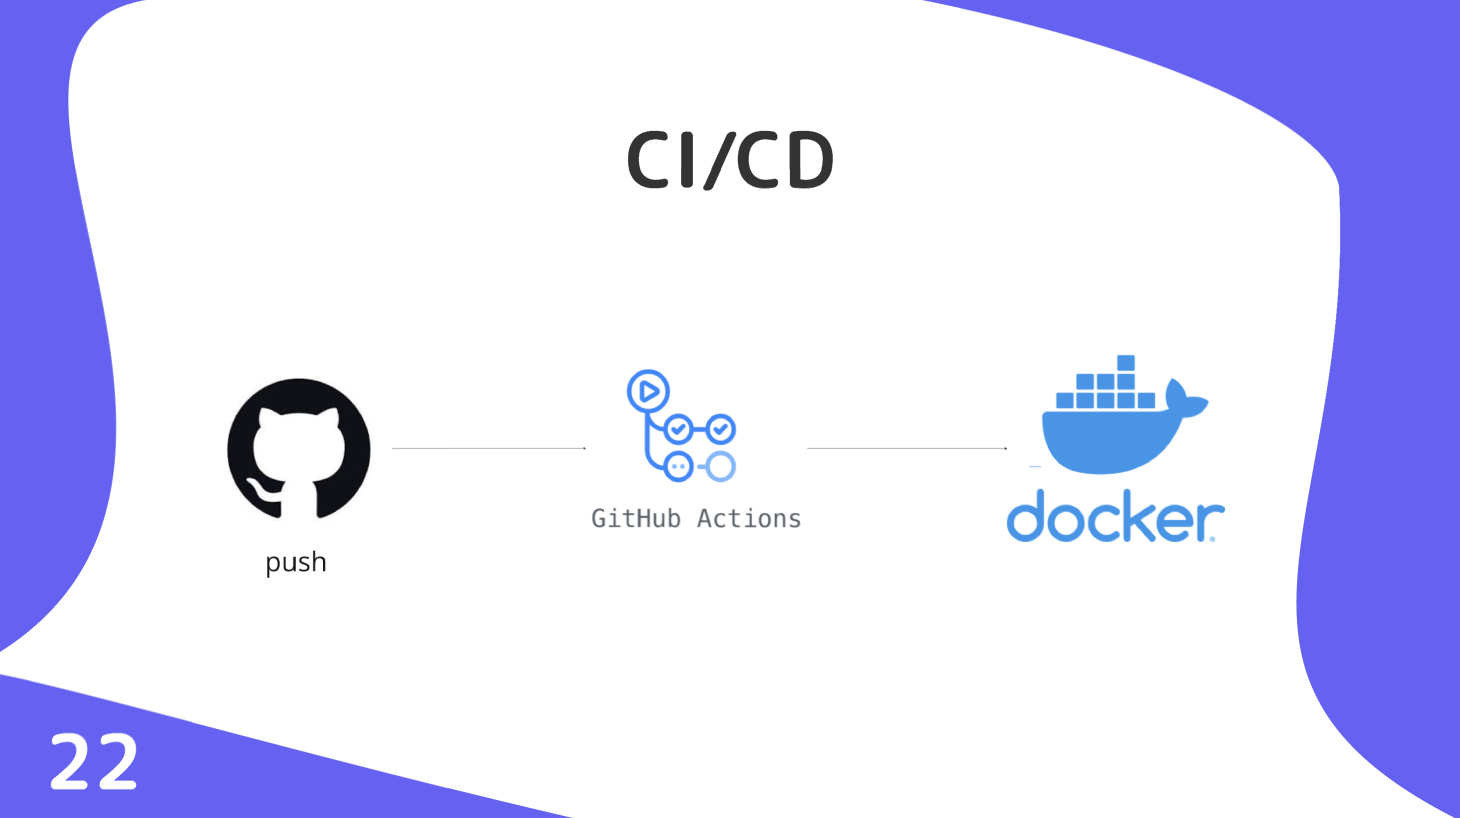 CI/CD
push
GitHub Actions
docker
22